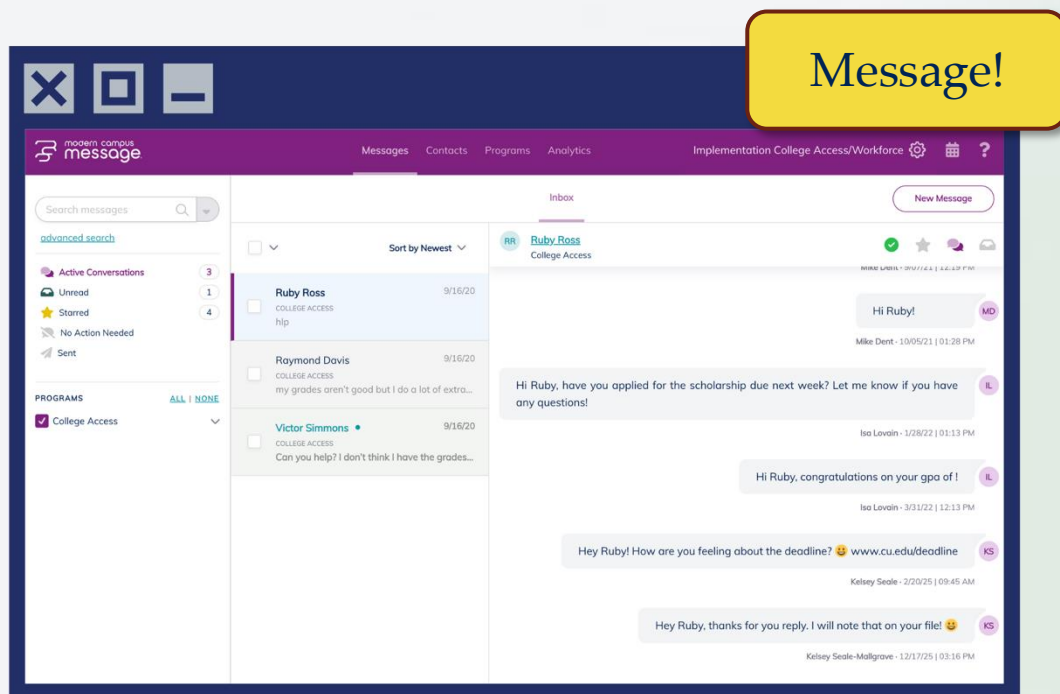 Message!
modern campus
message
Messages Contacts Programs Analytics
Implementation College Access/Workforce
?
Search messages
advanced search
Active Conversations 3
Unread 1
Starred 4
No Action Needed
Sent
PROGRAMS ALL | NONE
College Access
Inbox
New Message
Sort by Newest
Ruby Ross 9/16/20
COLLEGE ACCESS
hlp
Raymond Davis 9/16/20
COLLEGE ACCESS
my grades aren't good but I do a lot of extra...
Victor Simmons 9/16/20
COLLEGE ACCESS
Can you help? I don't think I have the grades...
RR Ruby Ross
College Access
Mike Dent - 9/07/21 | 12:19 PM
Hi Ruby! MD
Mike Dent - 10/05/21 | 01:28 PM
Hi Ruby, have you applied for the scholarship due next week? Let me know if you have IL
any questions!
Isa Lovain - 1/28/22 | 01:13 PM
Hi Ruby, congratulations on your gpa of ! IL
Isa Lovain - 3/31/22 | 12:13 PM
Hey Ruby! How are you feeling about the deadline? 😀 www.cu.edu/deadline KS
Kelsey Seale - 2/20/25 | 09:45 AM
Hey Ruby, thanks for you reply. I will note that on your file! 😀 KS
Kelsey Seale-Mallgrave - 12/17/25 | 03:16 PM